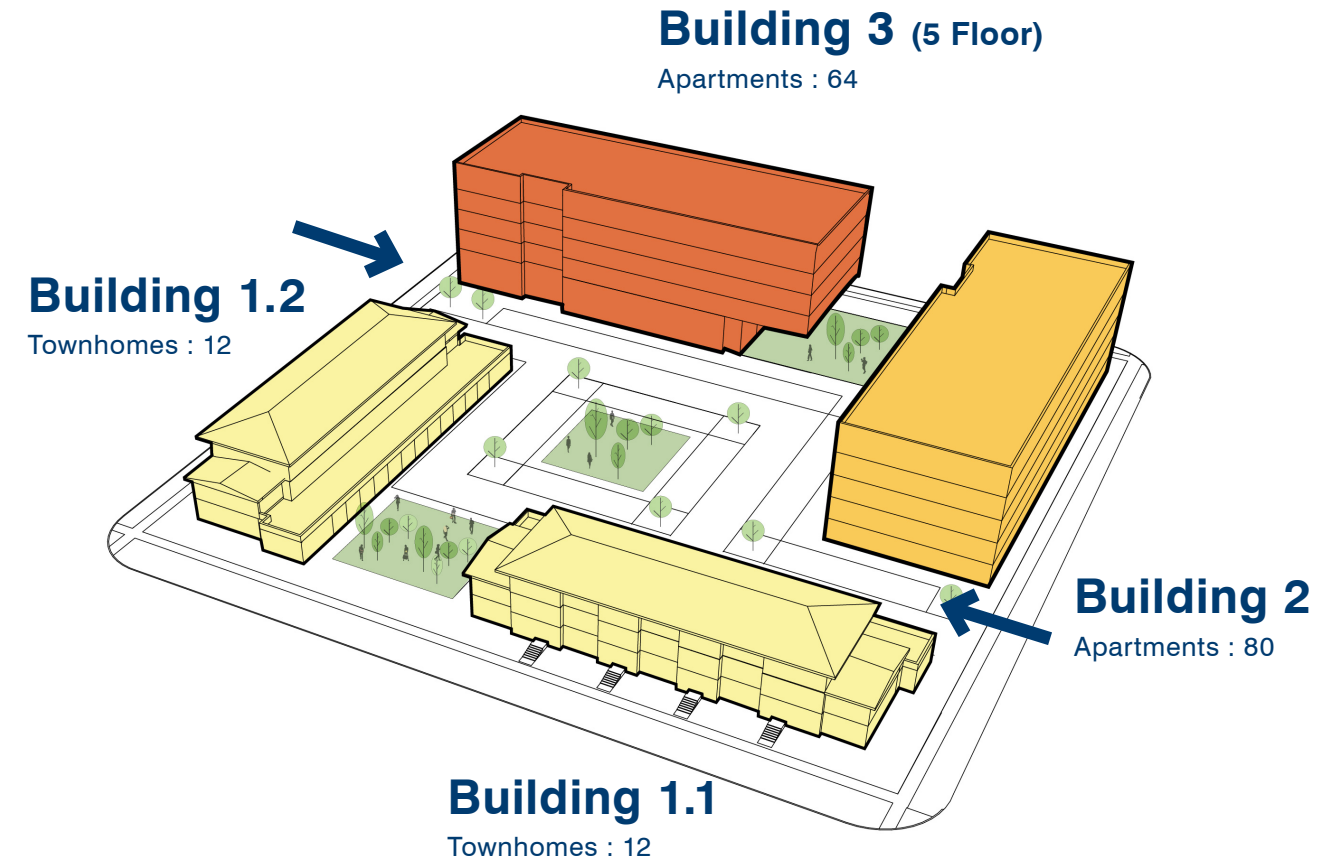 Building 3 (5 Floor)
Apartments : 64
Building 1.2
Townhomes : 12
Building 2
Apartments : 80
Building 1.1
Townhomes : 12